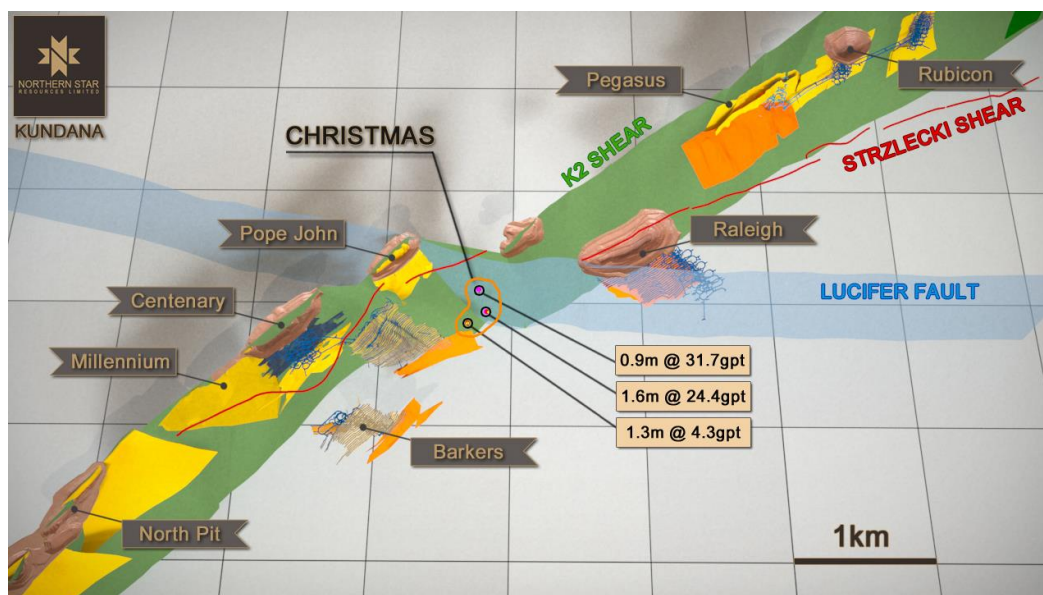 NORTHERN STAR
RESOURCES LIMITED
KUNDANA
CHRISTMAS
Pegasus
Rubicon
K2 SHEAR
STRZLECKI SHEAR
Pope John
Raleigh
Centenary
LUCIFER FAULT
Millennium
0.9m @ 31.7gpt
1.6m @ 24.4gpt
1.3m @ 4.3gpt
Barkers
North Pit
1km